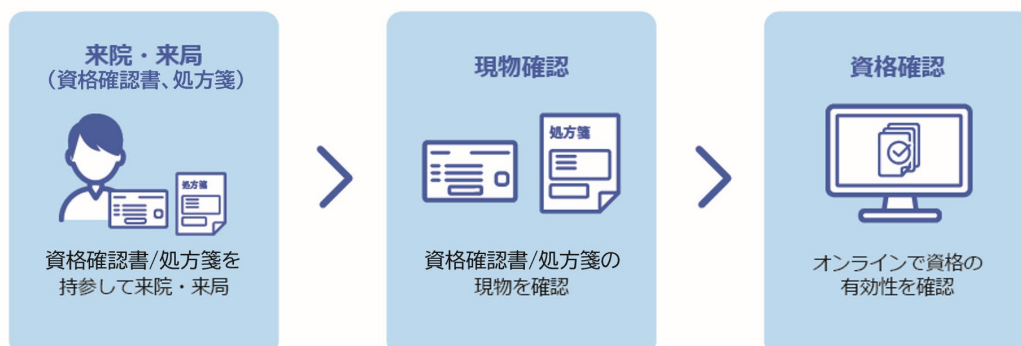 来院・来局
（資格確認書、処方箋）
処方箋
資格確認書/処方箋を
持参して来院・来局
現物確認
処方箋
資格確認書/処方箋の
現物を確認
資格確認
オンラインで資格の
有効性を確認